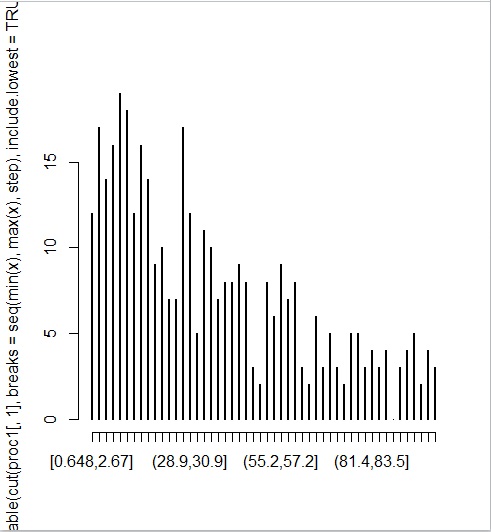 able(cut(proc1[, 1], breaks = seq(min(x), max(x), step), include.lowest = TRU
15
10
5
0
[0.648,2.67] (28.9,30.9] (55.2,57.2] (81.4,83.5]